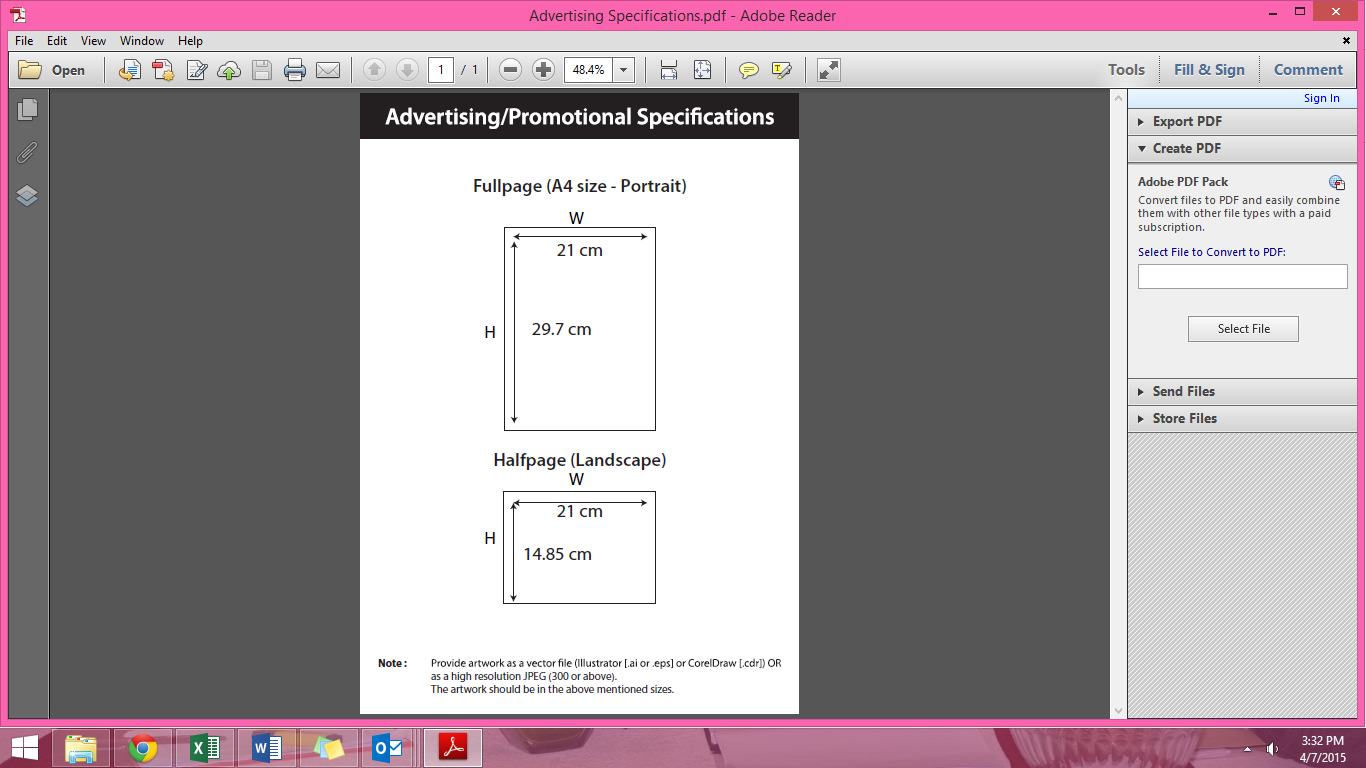 Advertising Specifications.pdf - Adobe Reader
File Edit View Window Help
Open 1 / 1 48.4% Tools Fill & Sign Comment
Sign In
Export PDF
Create PDF
Adobe PDF Pack
Convert files to PDF and easily combine
them with other file types with a paid
subscription.
Select File to Convert to PDF:
Select File
Send Files
Store Files
Advertising/Promotional Specifications
Fullpage (A4 size - Portrait)
W
21 cm
H 29.7 cm
Halfpage (Landscape)
W
21 cm
H
14.85 cm
Note : Provide artwork as a vector file (Illustrator [.ai or .eps] or CorelDraw [.cdr]) OR
as a high resolution JPEG (300 or above).
The artwork should be in the above mentioned sizes.
3:32 PM
4/7/2015